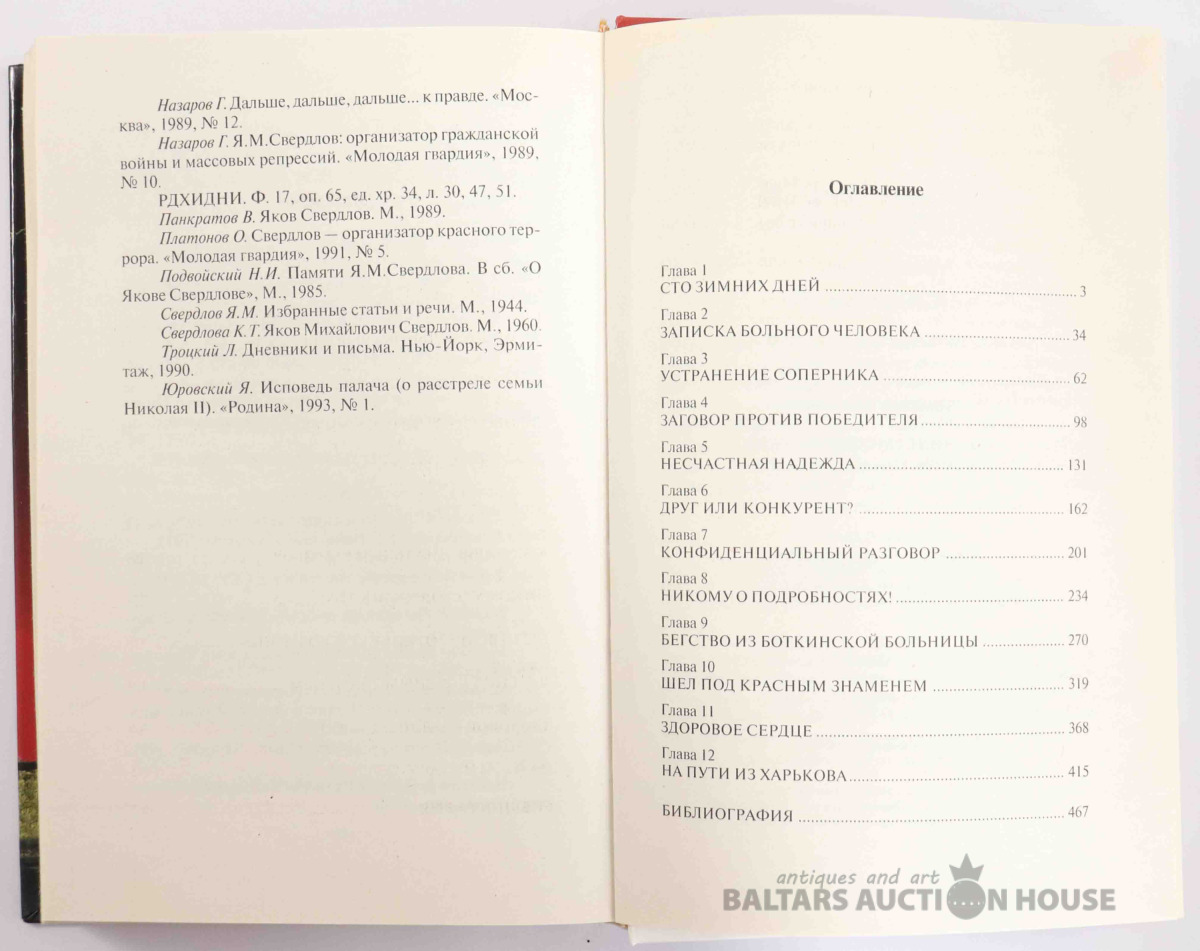 Назаров Г. Дальше, дальше, дальше... к правде. «Мос-
ква», 1989, № 12.
Назаров Г. Я.М.Свердлов: организатор гражданской
войны и массовых репрессий. «Молодая гвардия», 1989,
№ 10.
РДХИДНИ. Ф. 17, оп. 65, ед. хр. 34, л. 30, 47, 51.
Панкратов В. Яков Свердлов. М., 1989.
Платонов О. Свердлов — организатор красного тер-
рора. «Молодая гвардия», 1991, № 5.
Подвойский Н.И. Памяти Я.М.Свердлова. В сб. «О
Якове Свердлове», М., 1985.
Свердлов Я.М. Избранные статьи и речи. М., 1944.
Свердлова К.Т. Яков Михайлович Свердлов. М., 1960.
Троцкий Л. Дневники и письма. Нью-Йорк, Эрми-
таж, 1990.
Юровский Я. Исповедь палача (о расстреле семьи
Николая II). «Родина», 1993, № 1.
Оглавление
Глава 1
СТО ЗИМНИХ ДНЕЙ ........ 3
Глава 2
ЗАПИСКА БОЛЬНОГО ЧЕЛОВЕКА ........ 34
Глава 3
УСТРАНЕНИЕ СОПЕРНИКА ........ 62
Глава 4
ЗАГОВОР ПРОТИВ ПОБЕДИТЕЛЯ ........ 98
Глава 5
НЕСЧАСТНАЯ НАДЕЖДА ........ 131
Глава 6
ДРУГ ИЛИ КОНКУРЕНТ? ........ 162
Глава 7
КОНФИДЕНЦИАЛЬНЫЙ РАЗГОВОР ........ 201
Глава 8
НИКОМУ О ПОДРОБНОСТЯХ! ........ 234
Глава 9
БЕГСТВО ИЗ БОТКИНСКОЙ БОЛЬНИЦЫ ........ 270
Глава 10
ШЕЛ ПОД КРАСНЫМ ЗНАМЕНЕМ ........ 319
Глава 11
ЗДОРОВОЕ СЕРДЦЕ ........ 368
Глава 12
НА ПУТИ ИЗ ХАРЬКОВА ........ 415
БИБЛИОГРАФИЯ ........ 467
antiques and art
BALTARS AUCTION HOUSE